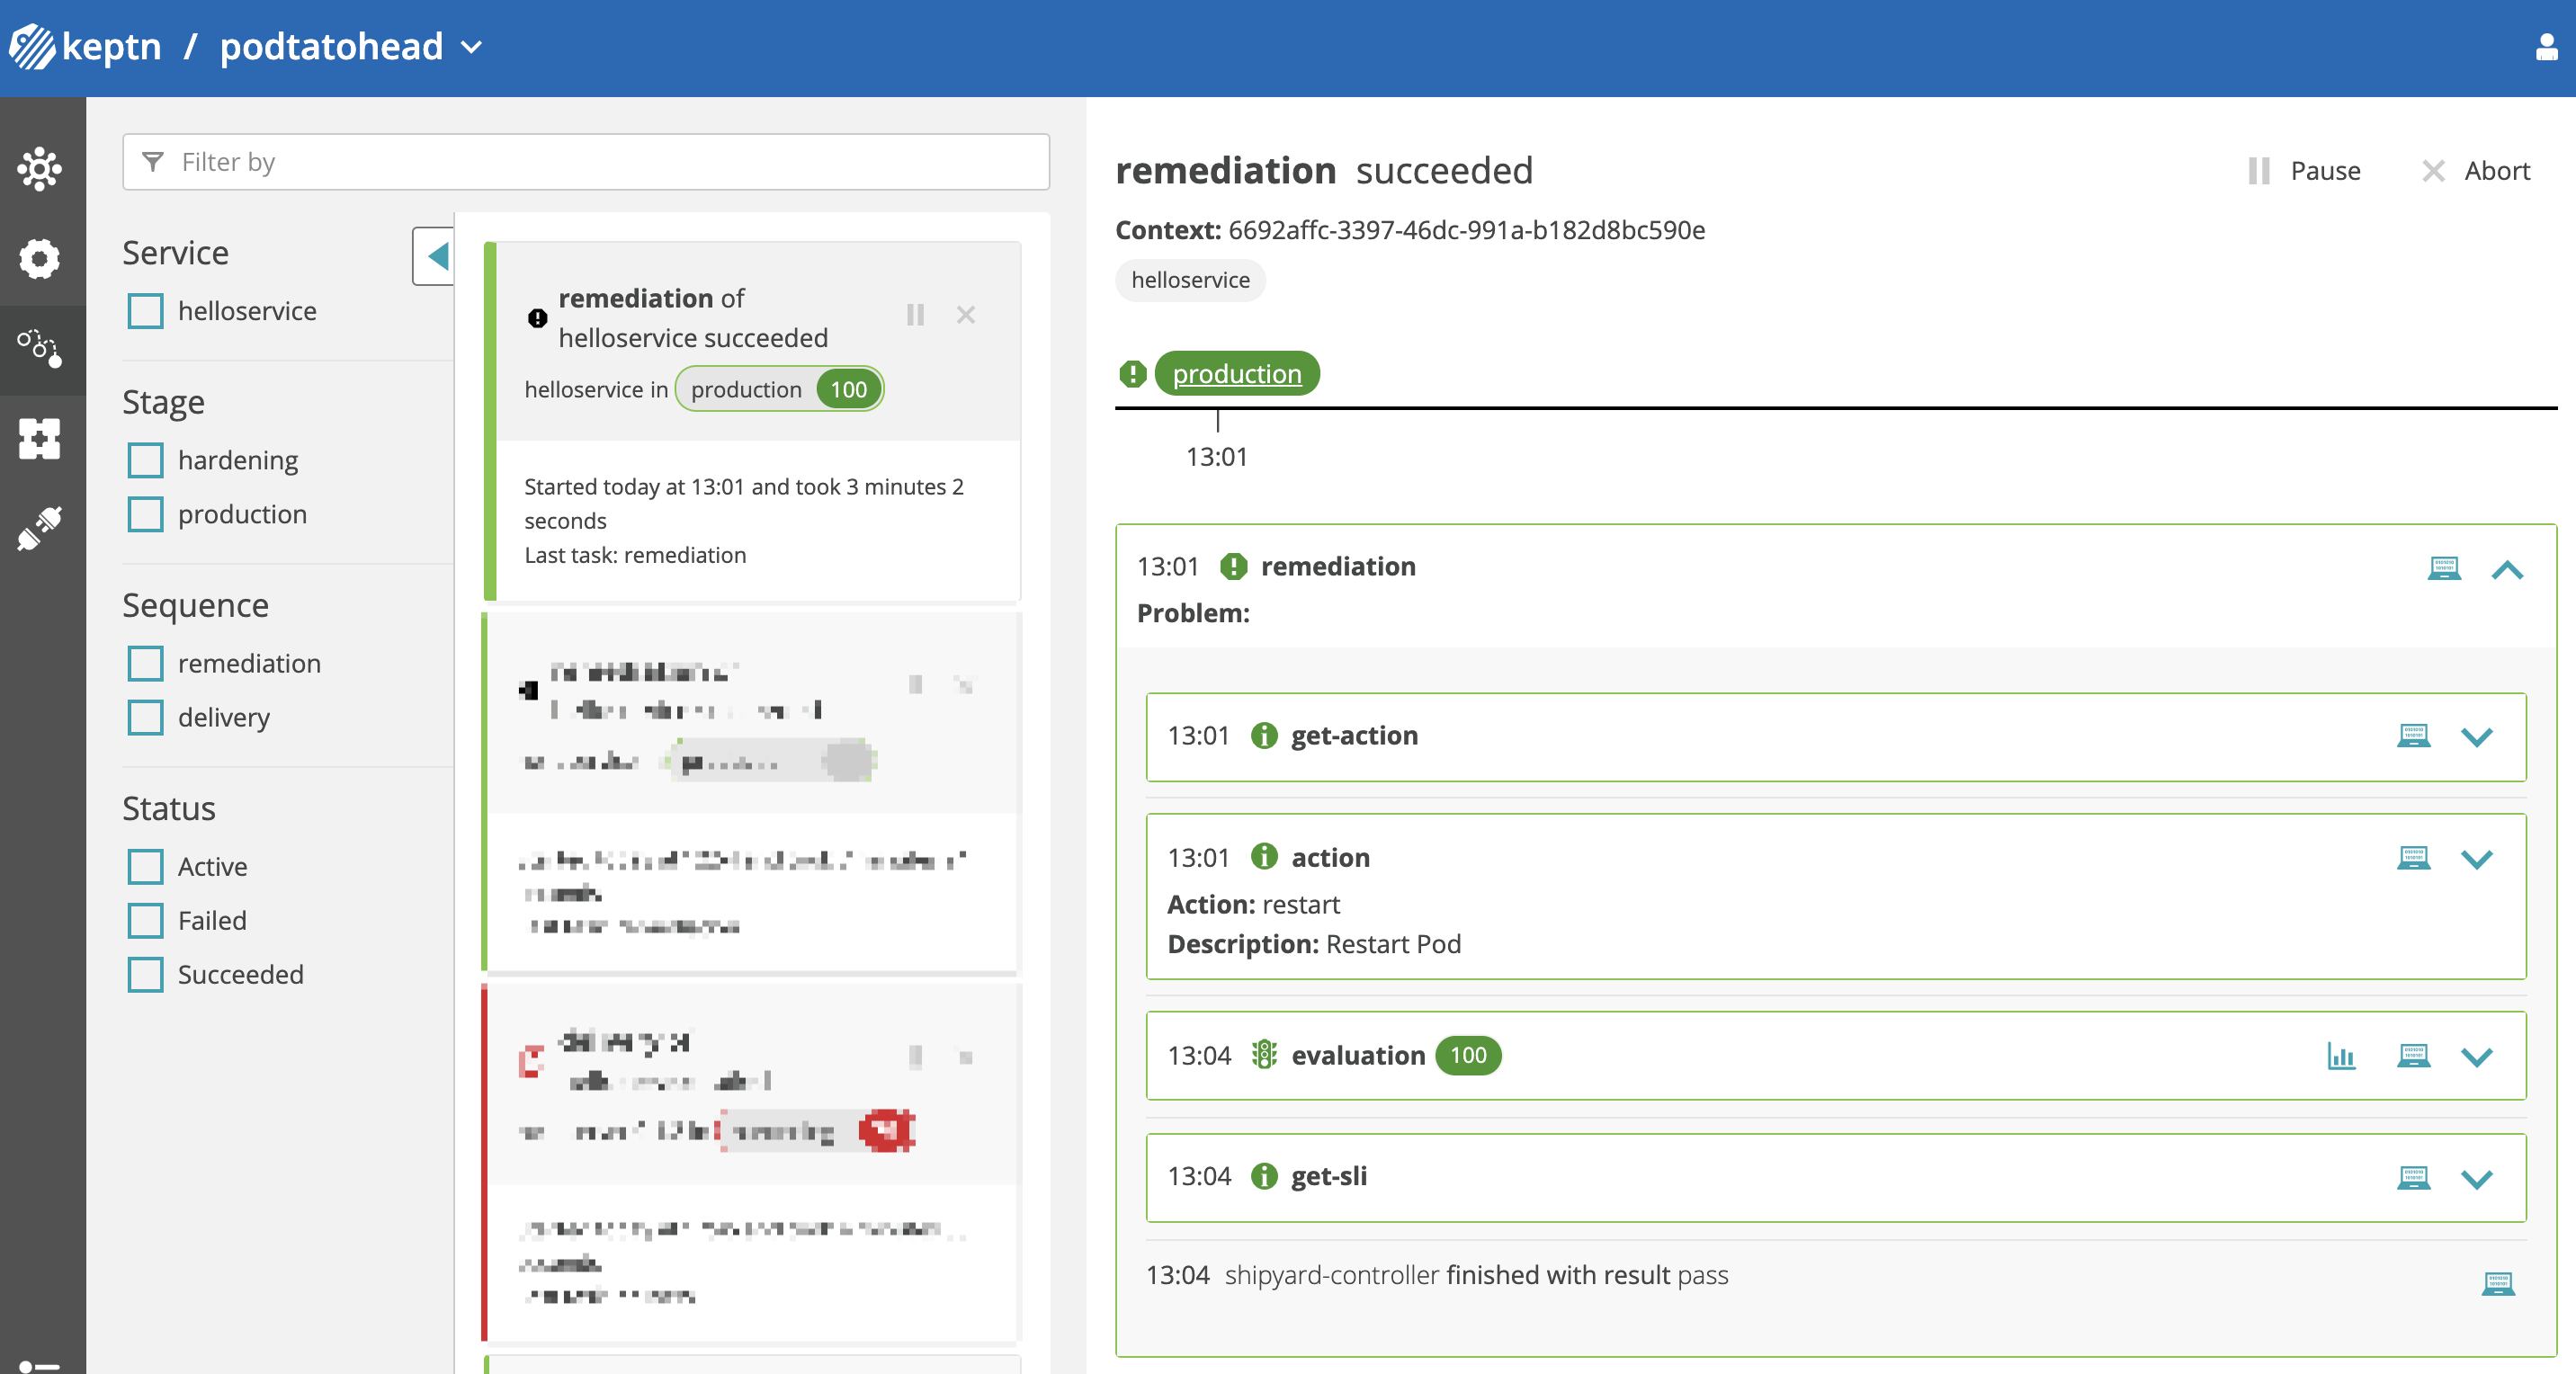 keptn / podtatohead
Filter by
Service
helloservice
Stage
hardening
production
Sequence
remediation
delivery
Status
Active
Failed
Succeeded
remediation of
helloservice succeeded
helloservice in production 100
Started today at 13:01 and took 3 minutes 2
seconds
Last task: remediation
remediation succeeded
Pause
Abort
Context: 6692affc-3397-46dc-991a-b182d8bc590e
helloservice
production
13:01
13:01 remediation
Problem:
13:01 get-action
13:01 action
Action: restart
Description: Restart Pod
13:04 evaluation 100
13:04 get-sli
13:04 shipyard-controller finished with result pass